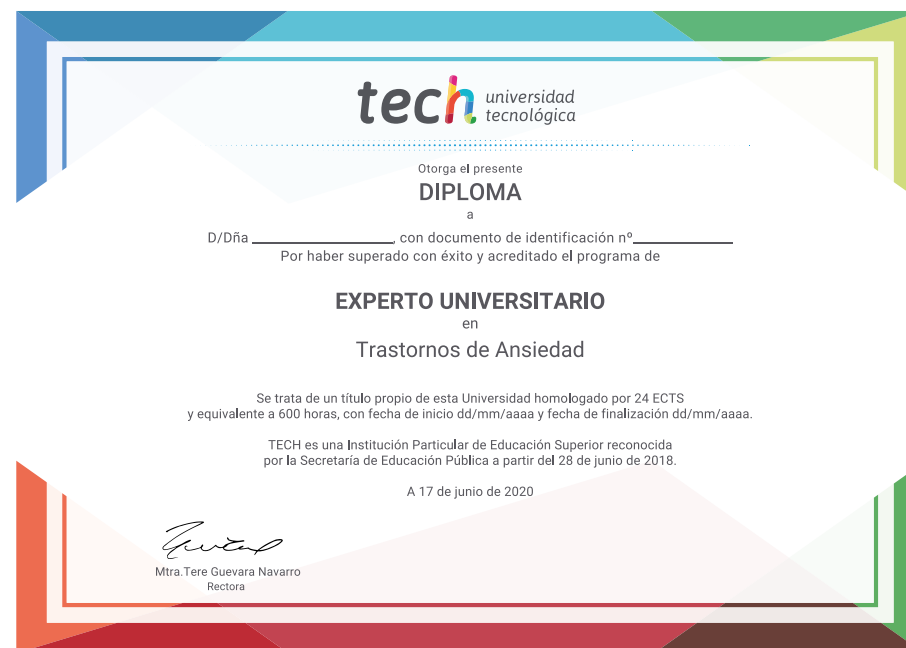 tech universidad
tecnológica
Otorga el presente
DIPLOMA
a
D/Dña ____________________, con documento de identificación nº______________
Por haber superado con éxito y acreditado el programa de
EXPERTO UNIVERSITARIO
en
Trastornos de Ansiedad
Se trata de un título propio de esta Universidad homologado por 24 ECTS
y equivalente a 600 horas, con fecha de inicio dd/mm/aaaa y fecha de finalización dd/mm/aaaa.
TECH es una Institución Particular de Educación Superior reconocida
por la Secretaría de Educación Pública a partir del 28 de junio de 2018.
A 17 de junio de 2020
Mtra.Tere Guevara Navarro
Rectora